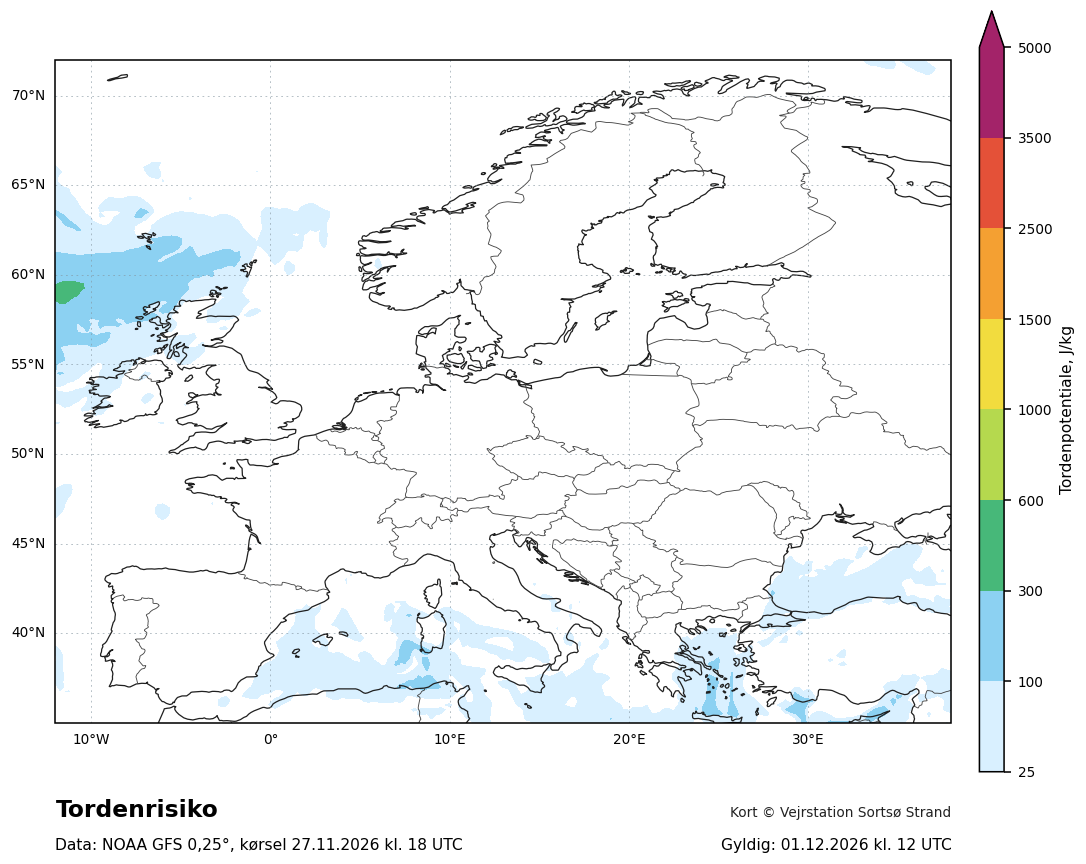 70°N
65°N
60°N
55°N
50°N
45°N
40°N
10°W
0°
10°E
20°E
30°E
5000
3500
2500
1500
1000
600
300
100
25
Tordenpotentiale, J/kg
Tordenrisiko
Kort © Vejrstation Sortsø Strand
Data: NOAA GFS 0,25°, kørsel 27.11.2026 kl. 18 UTC
Gyldig: 01.12.2026 kl. 12 UTC